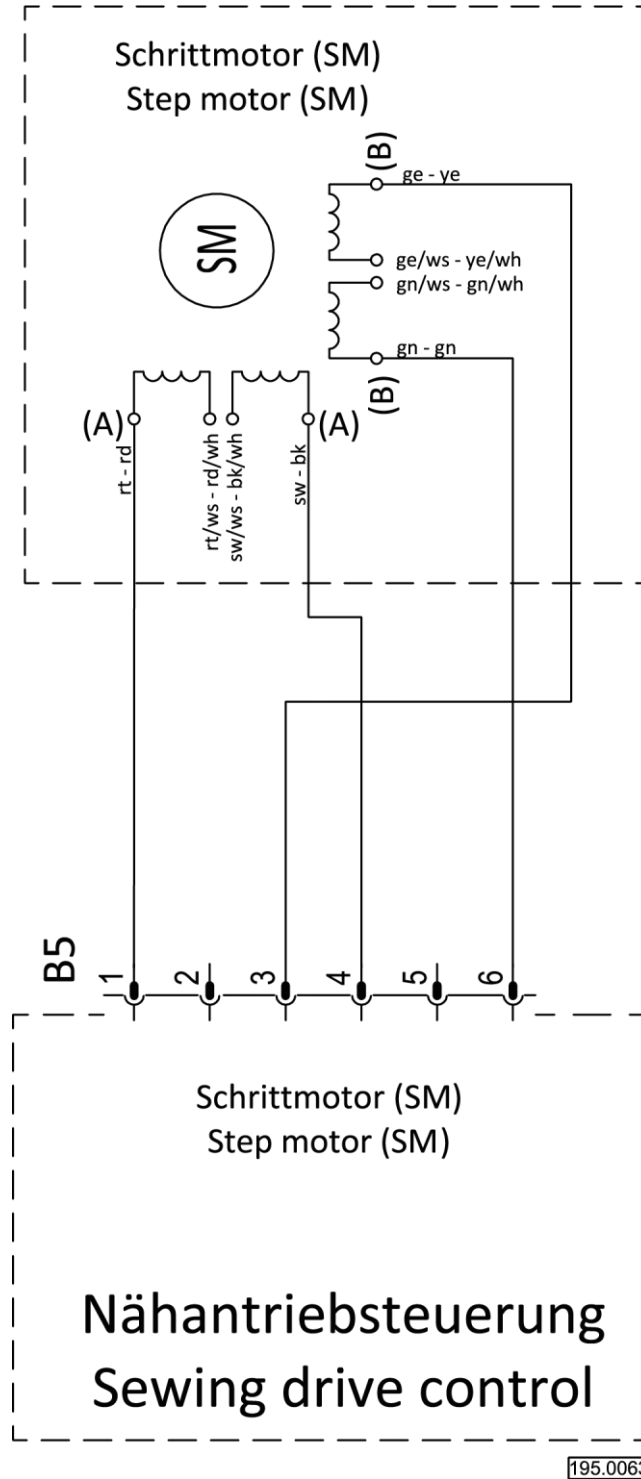 Schrittmotor (SM)
Step motor (SM)
(B)
ge - ye
SM
ge/ws - ye/wh
gn/ws - gn/wh
gn - gn
(B)
(A)
(A)
rt - rd
rt/ws - rd/wh
sw/ws - bk/wh
sw - bk
B5
1
2
3
4
5
6
Schrittmotor (SM)
Step motor (SM)
Nähantriebsteuerung
Sewing drive control